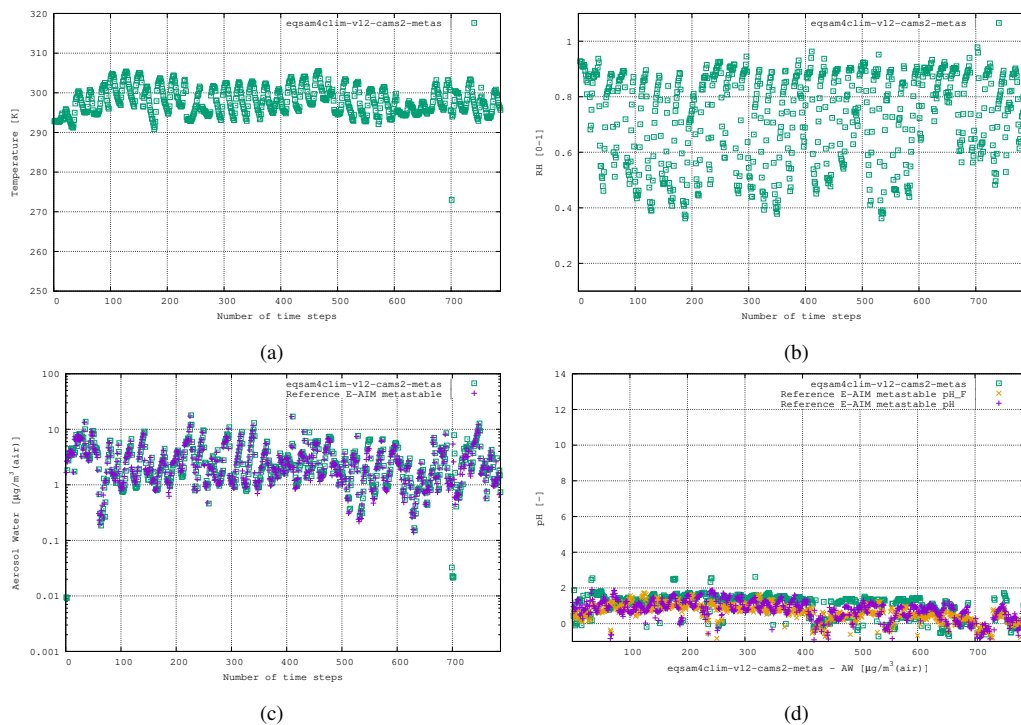 eqsam4clim-v12-cams2-metas
320
310
300
290
280
270
260
250
Temperature [K]
0 100 200 300 400 500 600 700
Number of time steps
(a)
eqsam4clim-v12-cams2-metas
1
0.8
0.6
0.4
0.2
RH [0-1]
0 100 200 300 400 500 600 700
Number of time steps
(b)
eqsam4clim-v12-cams2-metas
Reference E-AIM metastable
100
10
1
0.1
0.01
0.001
Aerosol Water [µg/m³(air)]
0 100 200 300 400 500 600 700
Number of time steps
(c)
eqsam4clim-v12-cams2-metas
Reference E-AIM metastable pH_F
Reference E-AIM metastable pH
14
12
10
8
6
4
2
0
pH [-]
100 200 300 400 500 600 700
eqsam4clim-v12-cams2-metas - AW [µg/m³(air)]
(d)